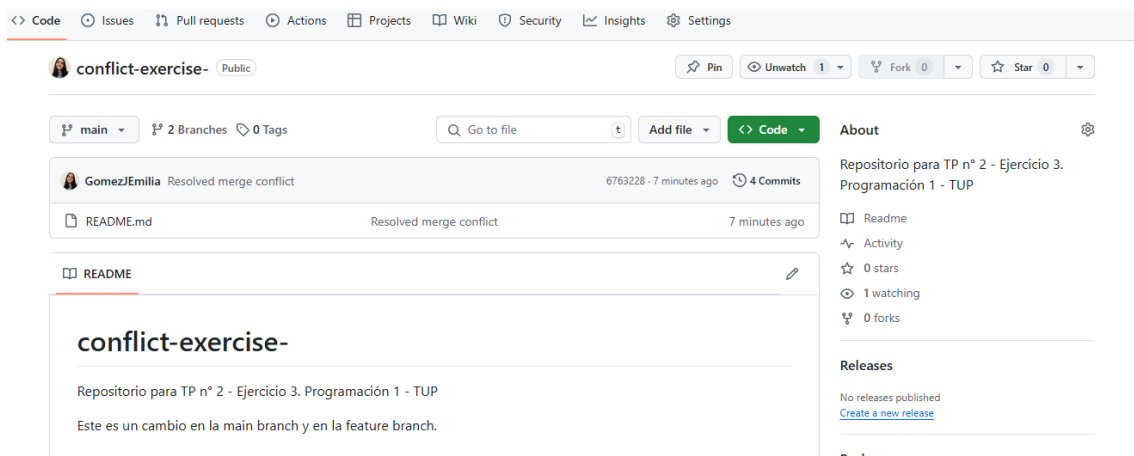 <> Code Issues Pull requests Actions Projects Wiki Security Insights Settings
conflict-exercise- Public Pin Unwatch 1 Fork 0 Star 0
main 2 Branches 0 Tags Go to file t Add file <> Code
GomezJEmilia Resolved merge conflict 6763228 · 7 minutes ago 4 Commits
README.md Resolved merge conflict 7 minutes ago
README
conflict-exercise-
Repositorio para TP n° 2 - Ejercicio 3. Programación 1 - TUP
Este es un cambio en la main branch y en la feature branch.
About
Repositorio para TP n° 2 - Ejercicio 3.
Programación 1 - TUP
Readme
Activity
0 stars
1 watching
0 forks
Releases
No releases published
Create a new release